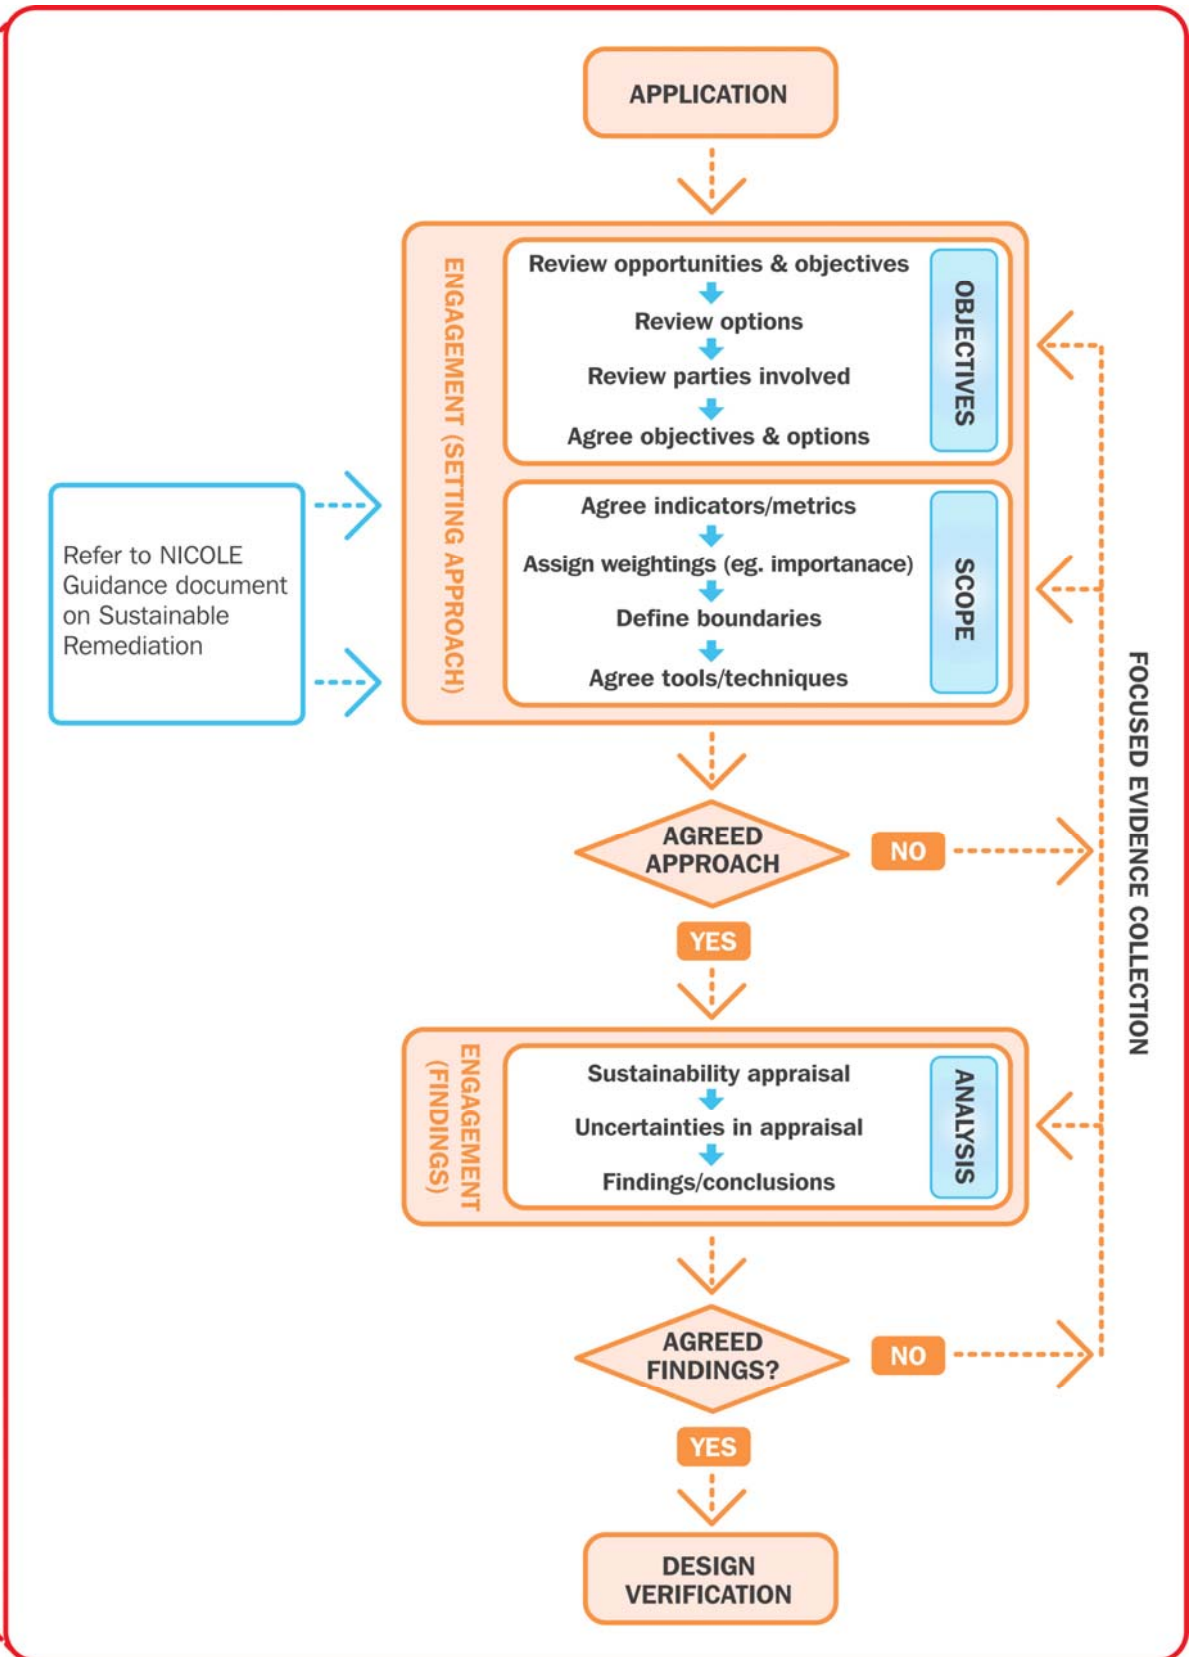 APPLICATION
ENGAGEMENT (SETTING APPROACH)
Review opportunities & objectives
Review options
Review parties involved
Agree objectives & options
OBJECTIVES
Agree indicators/metrics
Assign weightings (eg. importanace)
Define boundaries
Agree tools/techniques
SCOPE
Refer to NICOLE
Guidance document
on Sustainable
Remediation
FOCUSED EVIDENCE COLLECTION
AGREED
APPROACH
NO
YES
ENGAGEMENT
(FINDINGS)
Sustainability appraisal
Uncertainties in appraisal
Findings/conclusions
ANALYSIS
AGREED
FINDINGS?
NO
YES
DESIGN
VERIFICATION